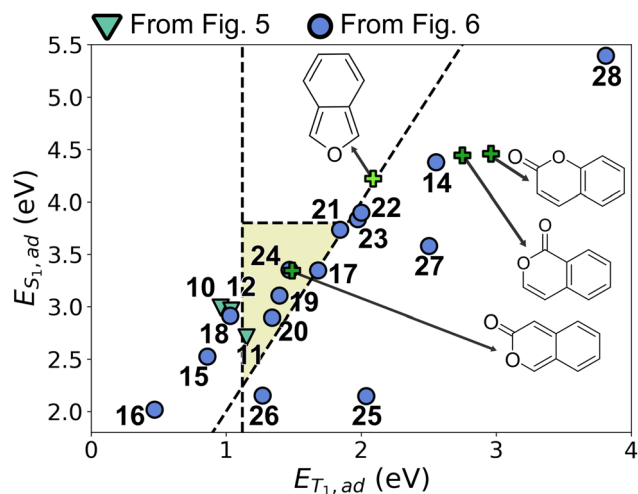 From Fig. 5 From Fig. 6
5.5
5.0
4.5
4.0
3.5
3.0
2.5
2.0
E_{S_1, ad} (eV)
28
O
O O
14
22
21
23
O
24
27
O
17
10 12
19
O
18
20
O
11
15
16
26
25
0 1 2 3 4
E_{T_1, ad} (eV)